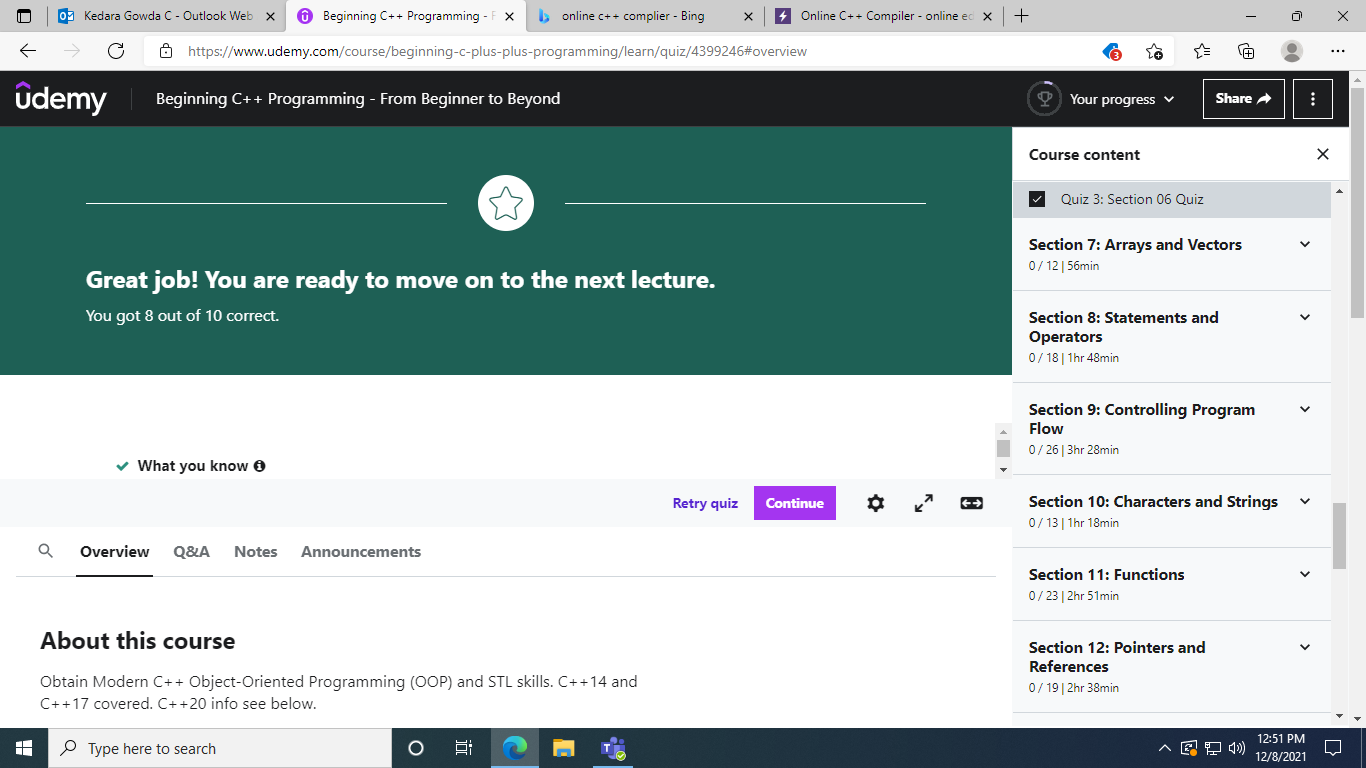 Kedara Gowda C - Outlook Web
Beginning C++ Programming - F
online c++ complier - Bing
Online C++ Compiler - online ed
https://www.udemy.com/course/beginning-c-plus-plus-programming/learn/quiz/4399246#overview
3
udemy
Beginning C++ Programming - From Beginner to Beyond
Your progress
Share
Course content
Quiz 3: Section 06 Quiz
Great job! You are ready to move on to the next lecture.
You got 8 out of 10 correct.
Section 7: Arrays and Vectors
0 / 12 | 56min
Section 8: Statements and
Operators
0 / 18 | 1hr 48min
Section 9: Controlling Program
Flow
0 / 26 | 3hr 28min
What you know
Retry quiz
Continue
Section 10: Characters and Strings
0 / 13 | 1hr 18min
Overview
Q&A
Notes
Announcements
Section 11: Functions
0 / 23 | 2hr 51min
About this course
Obtain Modern C++ Object-Oriented Programming (OOP) and STL skills. C++14 and
C++17 covered. C++20 info see below.
Section 12: Pointers and
References
0 / 19 | 2hr 38min
Type here to search
12:51 PM
12/8/2021